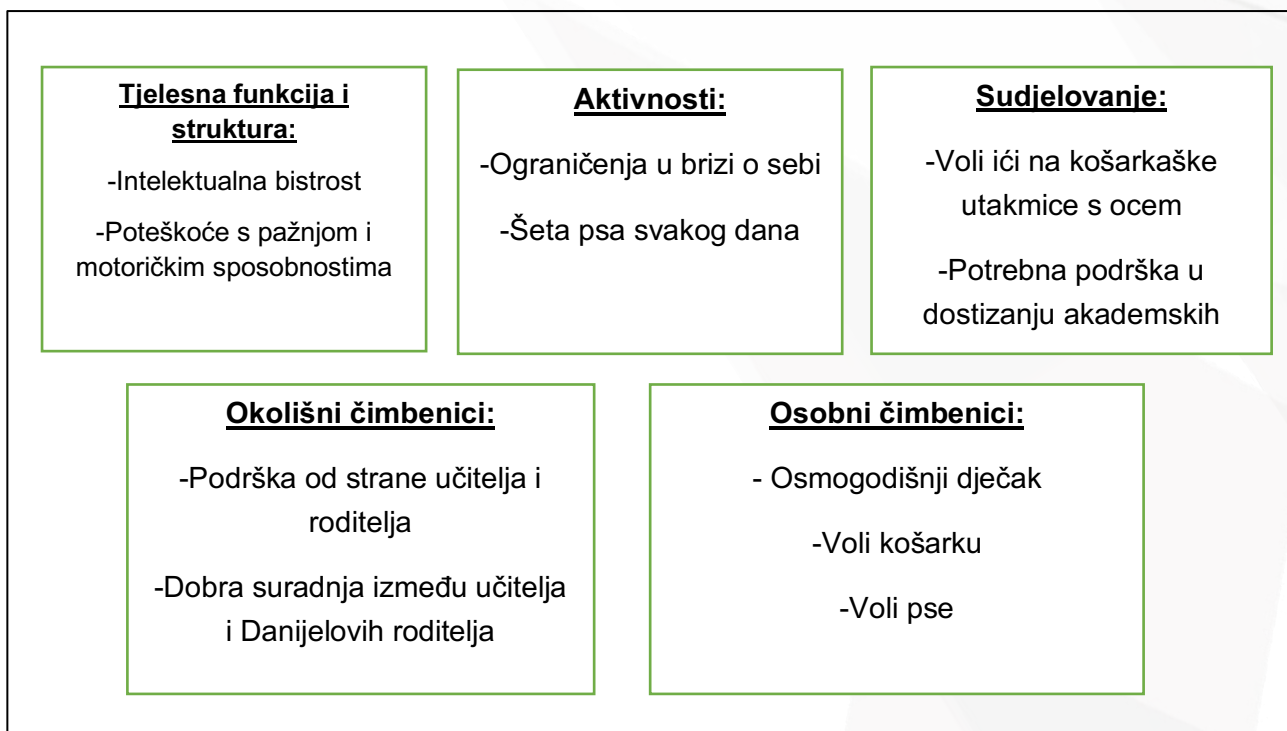 Tjelesna funkcija i
struktura:
-Intelektualna bistrost
-Poteškoće s pažnjom i
motoričkim sposobnostima
Aktivnosti:
-Ograničenja u brizi o sebi
-Šeta psa svakog dana
Sudjelovanje:
-Voli ići na košarkaške
utakmice s ocem
-Potrebna podrška u
dostizanju akademskih
Okolišni čimbenici:
-Podrška od strane učitelja i
roditelja
-Dobra suradnja između učitelja
i Danijelovih roditelja
Osobni čimbenici:
- Osmogodišnji dječak
-Voli košarku
-Voli pse